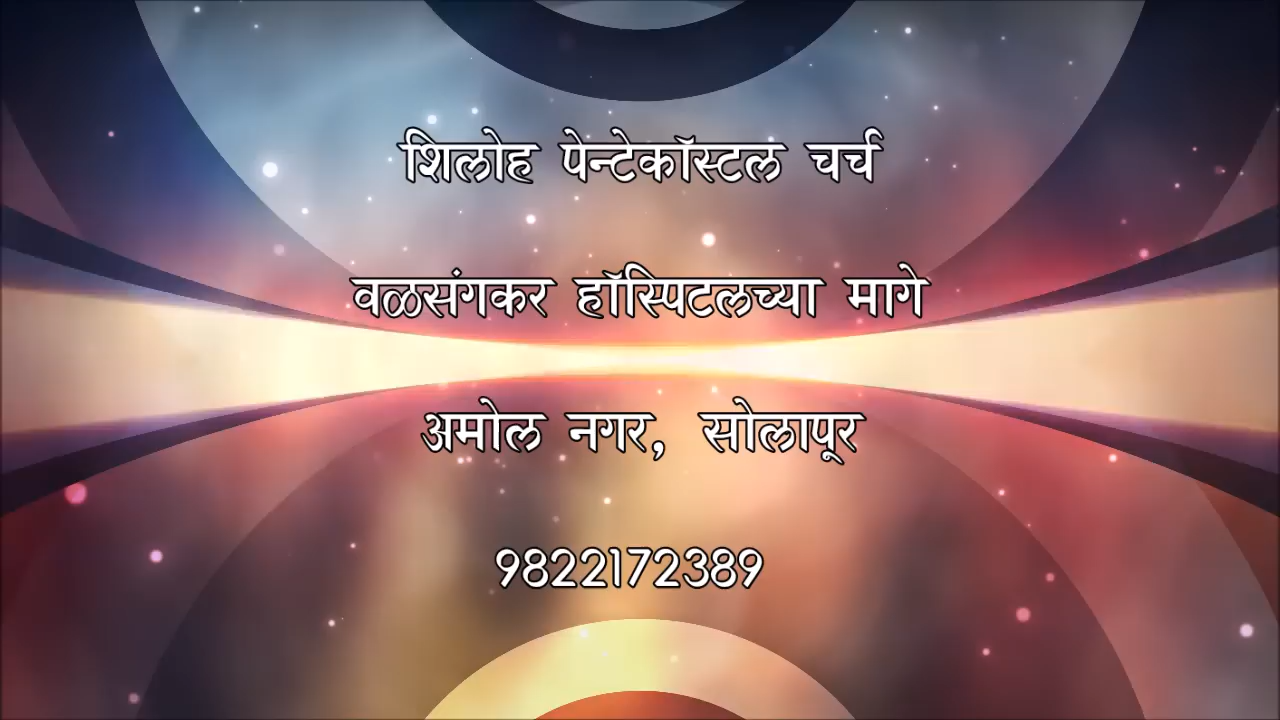 शिलोह पेन्टेकॉस्टल चर्च
वळसंगकर हॉस्पिटलच्या मागे
अमोल नगर, सोलापूर
9822172389